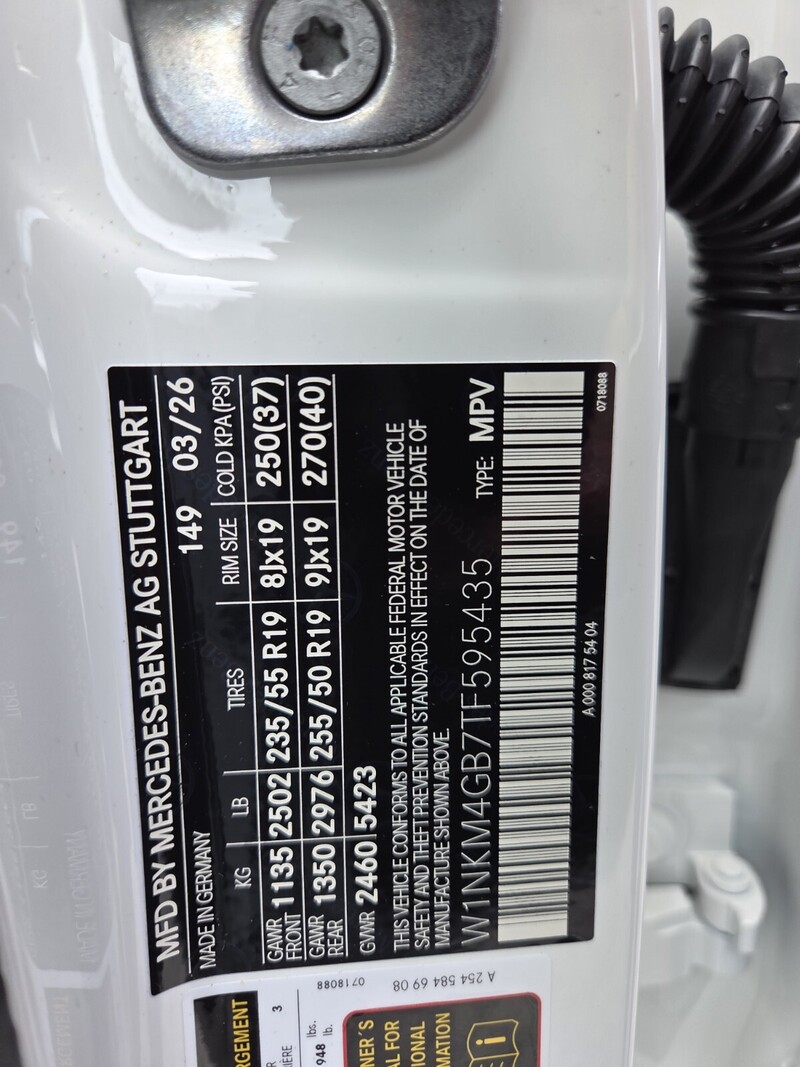 MFD BY MERCEDES-BENZ AG STUTTGART
MADE IN GERMANY 149 03/26
KG LB TIRES RIM SIZE COLD KPA(PSI)
GAWR FRONT 1135 2502 235/55 R19 8Jx19 250(37)
GAWR REAR 1350 2976 255/50 R19 9Jx19 270(40)
GVWR 2460 5423
THIS VEHICLE CONFORMS TO ALL APPLICABLE FEDERAL MOTOR VEHICLE
SAFETY AND THEFT PREVENTION STANDARDS IN EFFECT ON THE DATE OF
MANUFACTURE SHOWN ABOVE.
W1NKM4GB7TF595435 TYPE: MPV
A 000 817 54 04
0718088
A 254 584 69 08
0718088
3
948 lbs.
lb.